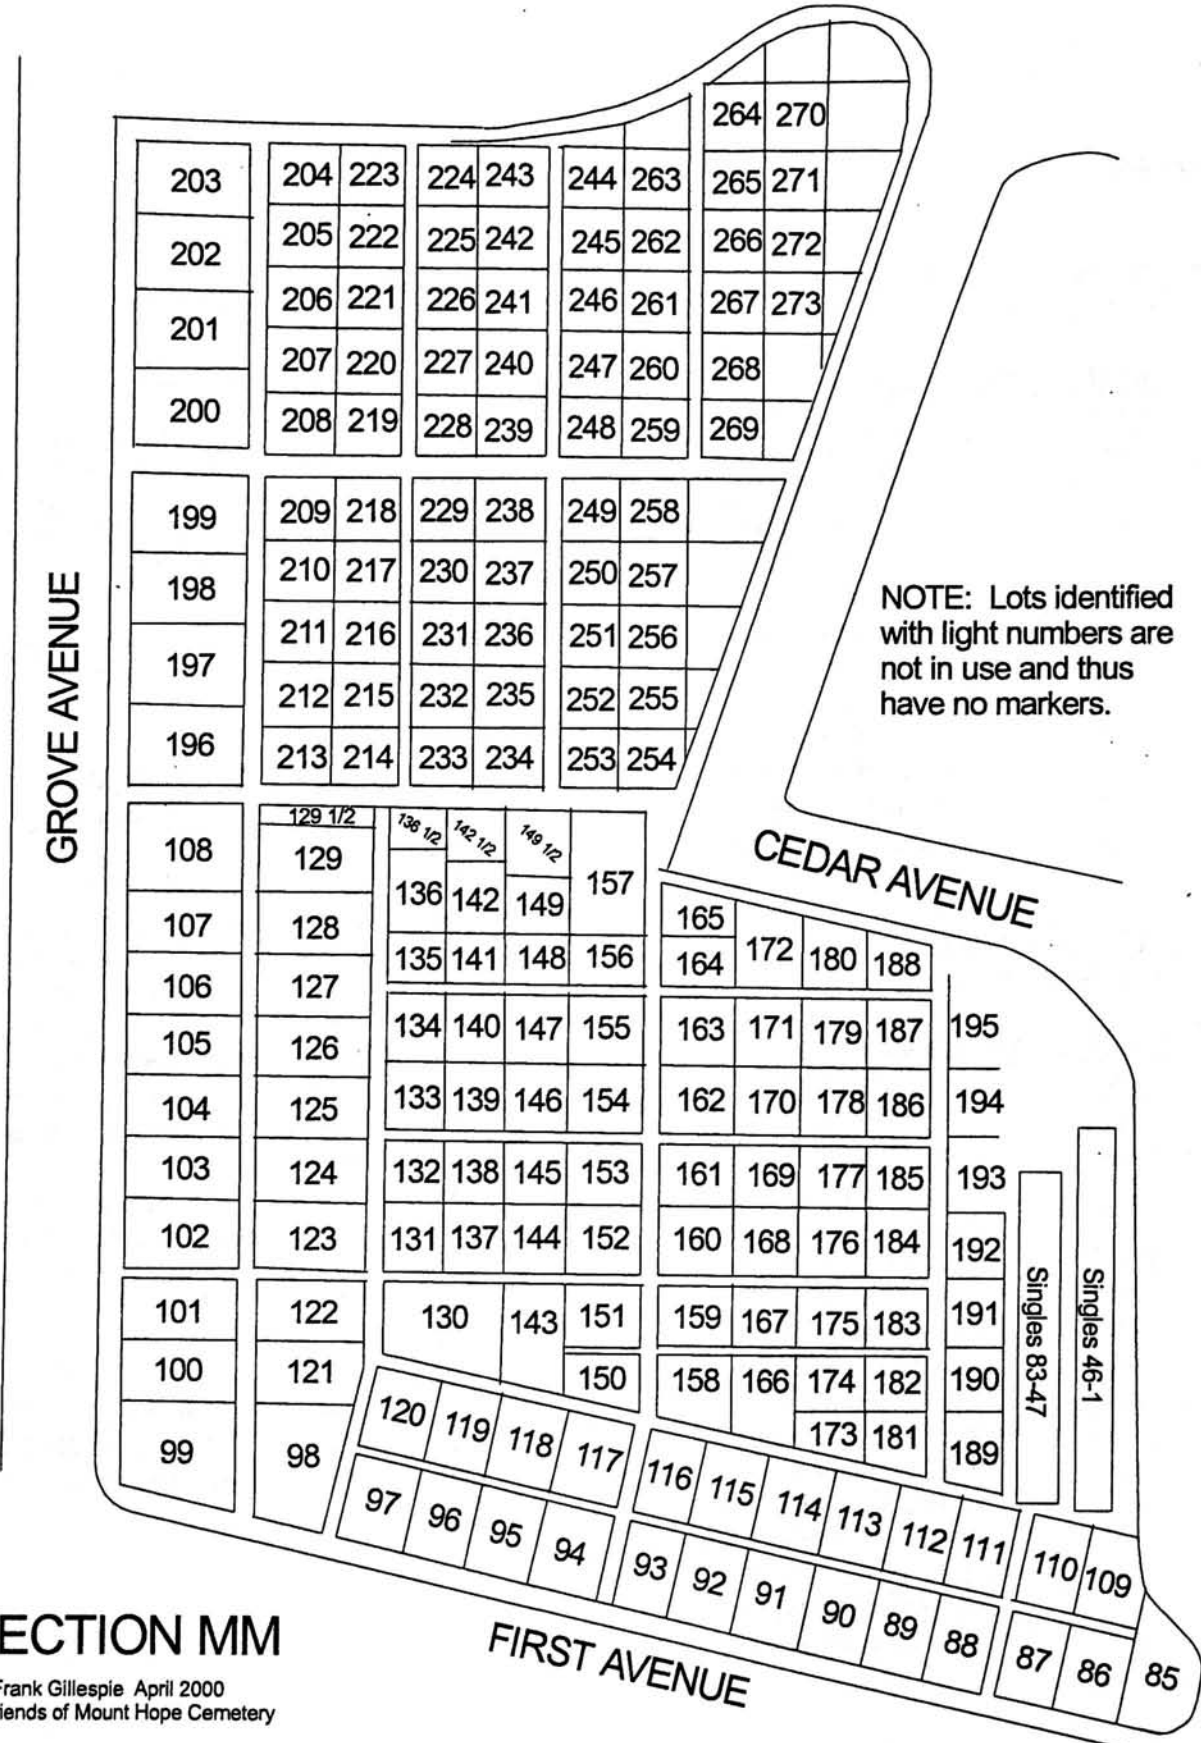 264 270
203 204 223 224 243 244 263 265 271
202 205 222 225 242 245 262 266 272
201 206 221 226 241 246 261 267 273
207 220 227 240 247 260 268
200 208 219 228 239 248 259 269
199 209 218 229 238 249 258
198 210 217 230 237 250 257
197 211 216 231 236 251 256
212 215 232 235 252 255
196 213 214 233 234 253 254
GROVE AVENUE
NOTE: Lots identified
with light numbers are
not in use and thus
have no markers.
CEDAR AVENUE
129 1/2 136 1/2 142 1/2 149 1/2
108 129 136 142 149 157
107 128 135 141 148 156 165 172 180 188
164
106 127 134 140 147 155 163 171 179 187 195
105 126
104 125 133 139 146 154 162 170 178 186 194
103 124 132 138 145 153 161 169 177 185 193
102 123 131 137 144 152 160 168 176 184 192
101 122 130 143 151 159 167 175 183 191
100 121 150 158 166 174 182 190
173 181 189
Singles 83-47
Singles 46-1
99 98 120 119 118 117 116 115 114 113 112 111 110 109
97 96 95 94 93 92 91 90 89 88 87 86 85
FIRST AVENUE
ECTION MM
Frank Gillespie April 2000
iends of Mount Hope Cemetery